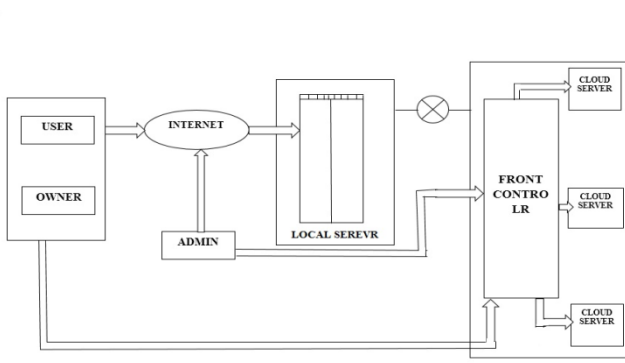 USER
OWNER
INTERNET
ADMIN
LOCAL SEREVR
FRONT
CONTRO
LR
CLOUD
SERVER
CLOUD
SERVER
CLOUD
SERVER